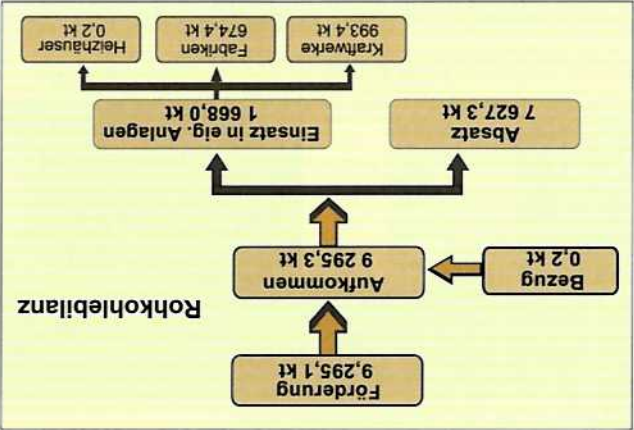 Förderung
9,295,1 kt
Rohkohlebilanz
Bezug
0,2 kt
Aufkommen
9 295,3 kt
Absatz
7 627,3 kt
Einsatz in eig. Anlagen
1 668,0 kt
Kraftwerke
993,4 kt
Fabriken
674,4 kt
Heizhäuser
0,2 kt